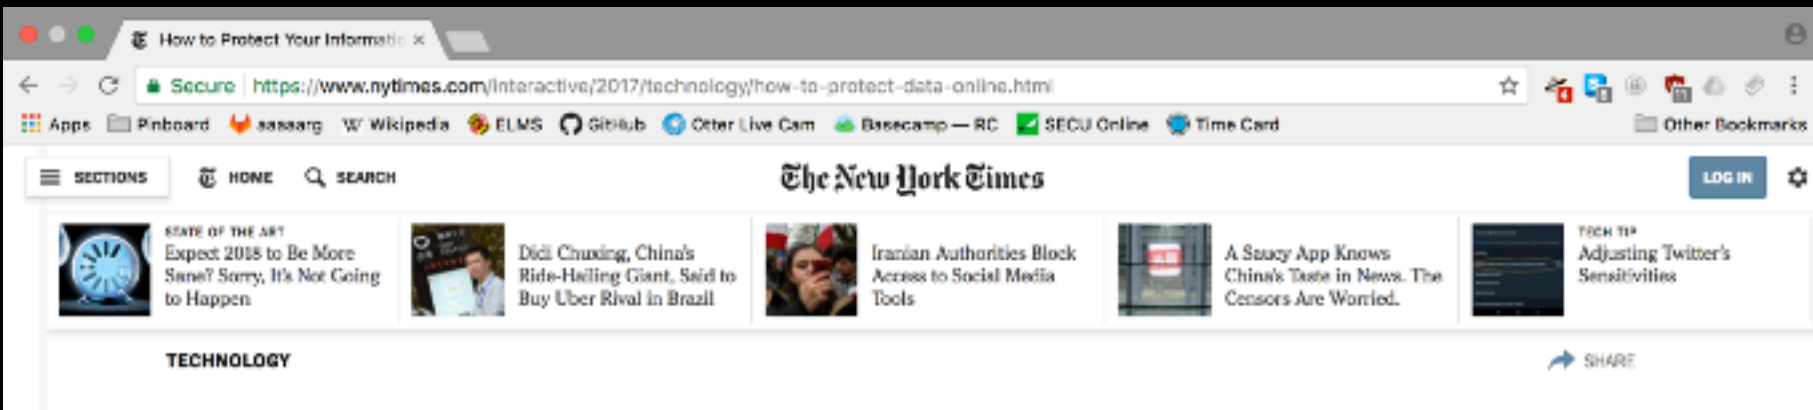 How to Protect Your Informatio ×
Secure https://www.nytimes.com/interactive/2017/technology/how-to-protect-data-online.html
Apps Pinboard aaaaarg Wikipedia ELMS GitHub Otter Live Cam Basecamp — RC SECU Online Time Card Other Bookmarks
SECTIONS HOME SEARCH The New York Times LOG IN
STATE OF THE ART
Expect 2018 to Be More
Sane? Sorry, It's Not Going
to Happen
Didi Chuxing, China's
Ride-Hailing Giant, Said to
Buy Uber Rival in Brazil
Iranian Authorities Block
Access to Social Media
Tools
A Saucy App Knows
China's Taste in News. The
Censors Are Worried.
TECH TIP
Adjusting Twitter's
Sensitivities
TECHNOLOGY SHARE